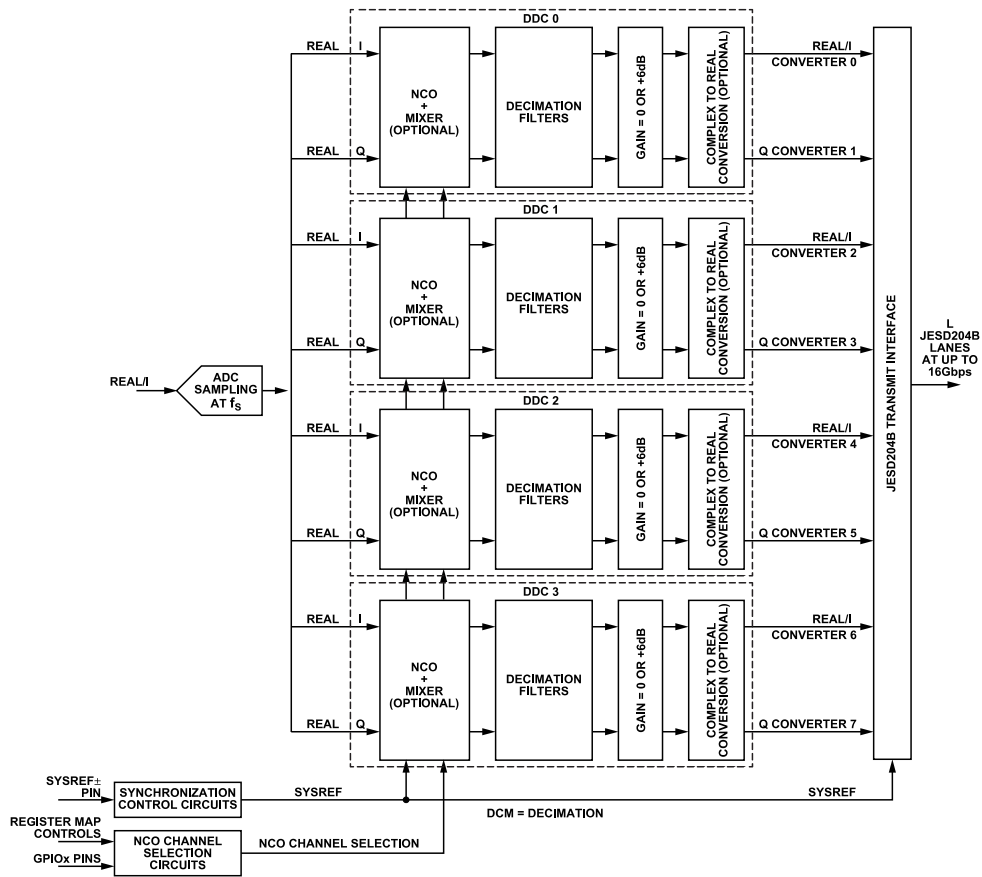 DDC 0
REAL I
REAL Q
NCO
+
MIXER
(OPTIONAL)
DECIMATION
FILTERS
GAIN = 0 OR +6dB
COMPLEX TO REAL
CONVERSION (OPTIONAL)
REAL/I
CONVERTER 0
Q CONVERTER 1
DDC 1
REAL I
REAL Q
NCO
+
MIXER
(OPTIONAL)
DECIMATION
FILTERS
GAIN = 0 OR +6dB
COMPLEX TO REAL
CONVERSION (OPTIONAL)
REAL/I
CONVERTER 2
Q CONVERTER 3
REAL/I
ADC
SAMPLING
AT fS
DDC 2
REAL I
REAL Q
NCO
+
MIXER
(OPTIONAL)
DECIMATION
FILTERS
GAIN = 0 OR +6dB
COMPLEX TO REAL
CONVERSION (OPTIONAL)
REAL/I
CONVERTER 4
Q CONVERTER 5
DDC 3
REAL I
REAL Q
NCO
+
MIXER
(OPTIONAL)
DECIMATION
FILTERS
GAIN = 0 OR +6dB
COMPLEX TO REAL
CONVERSION (OPTIONAL)
REAL/I
CONVERTER 6
Q CONVERTER 7
JESD204B TRANSMIT INTERFACE
L
JESD204B
LANES
AT UP TO
16Gbps
SYSREF±
PIN
SYNCHRONIZATION
CONTROL CIRCUITS
SYSREF
SYSREF
DCM = DECIMATION
REGISTER MAP
CONTROLS
GPIOx PINS
NCO CHANNEL
SELECTION
CIRCUITS
NCO CHANNEL SELECTION